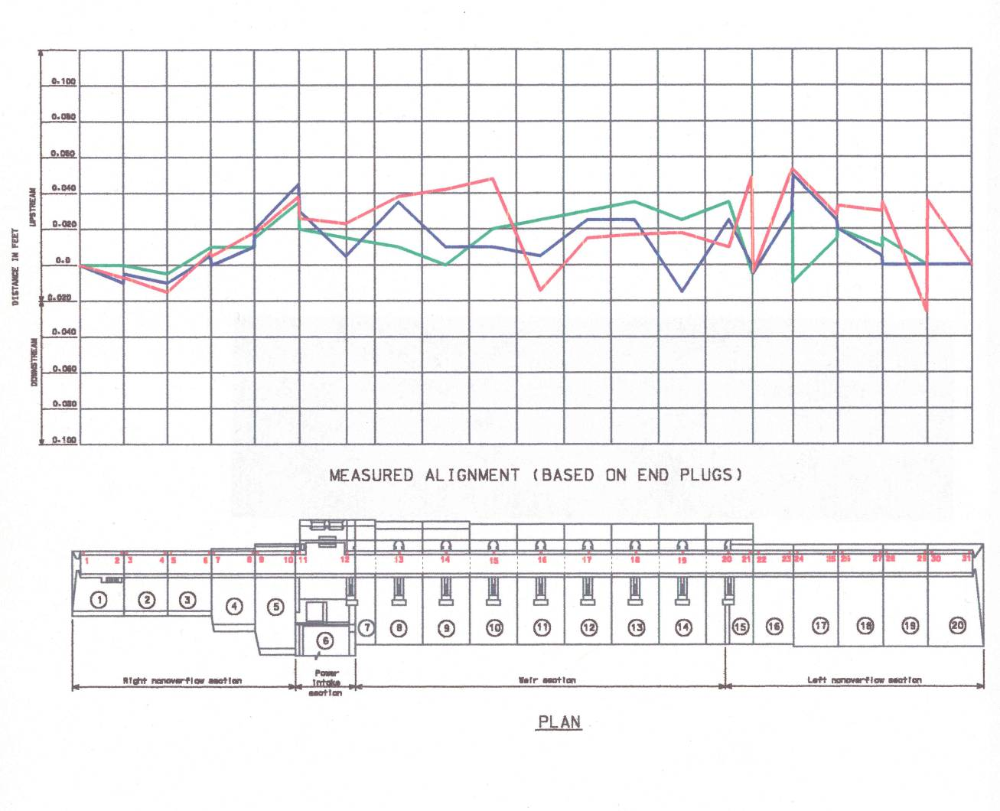 0.100
0.080
0.060
0.040
0.020
0.0
0.020
0.040
0.060
0.080
0.100
UPSTREAM
DISTANCE IN FEET
DOWNSTREAM
MEASURED ALIGNMENT (BASED ON END PLUGS)
1 2 3 4 5 6 7 8 9 10 11 12 13 14 15 16 17 18 19 20 21 22 23 24 25 26 27 28 29 30 31
1 2 3 4 5 6 7 8 9 10 11 12 13 14 15 16 17 18 19 20
Right nonoverflow section
Power
intake
section
Weir section
Left nonoverflow section
PLAN